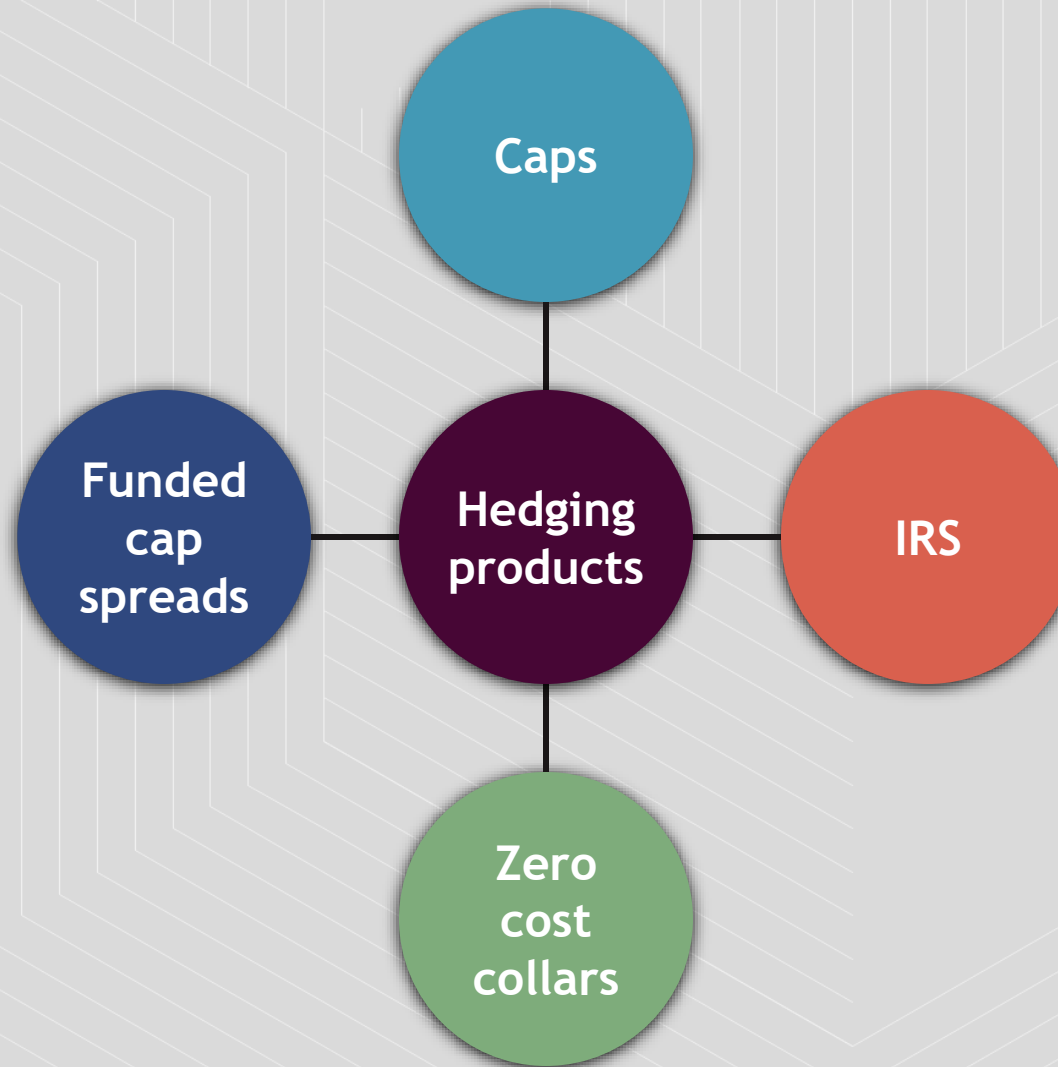 Caps
Funded
cap
spreads
Hedging
products
IRS
Zero
cost
collars